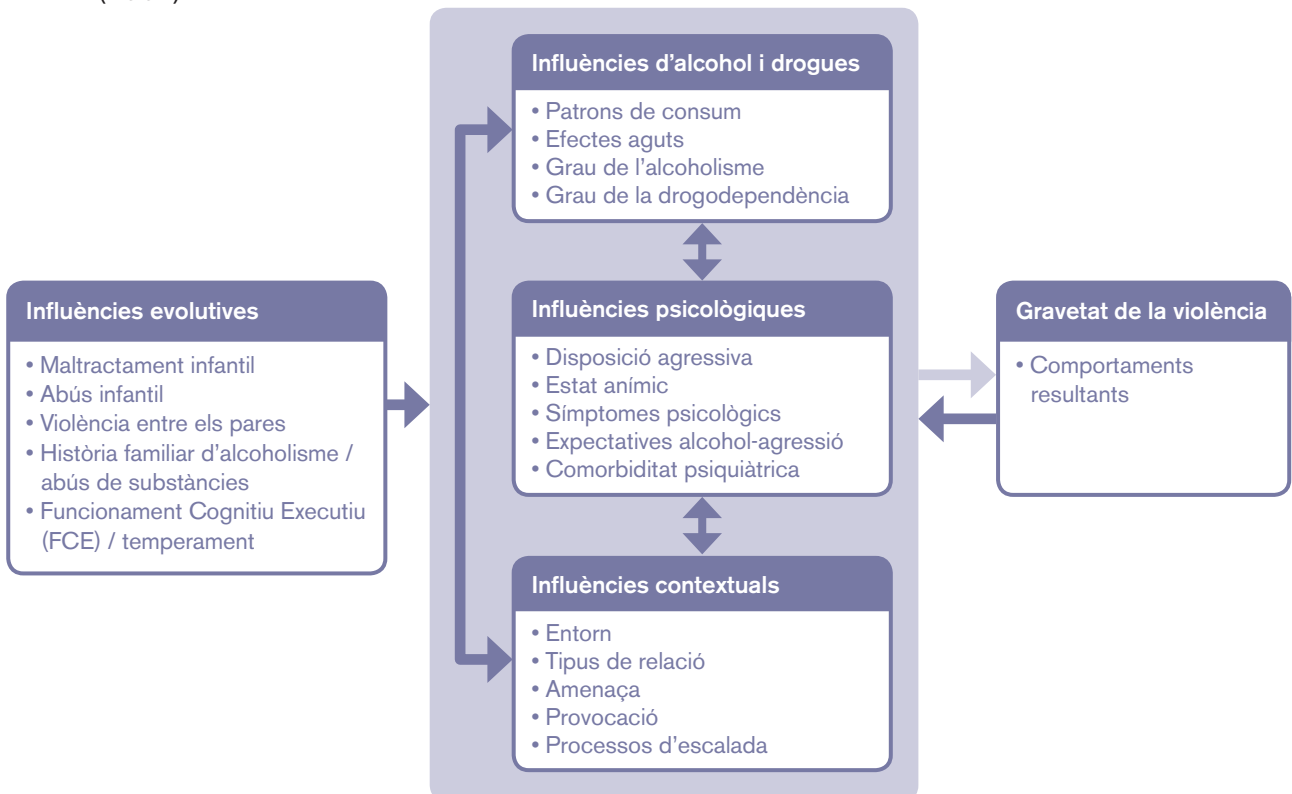 Influències d'alcohol i drogues
• Patrons de consum
• Efectes aguts
• Grau de l'alcoholisme
• Grau de la drogodependència
Influències evolutives
• Maltractament infantil
• Abús infantil
• Violència entre els pares
• Història familiar d'alcoholisme /
abús de substàncies
• Funcionament Cognitiu Executiu
(FCE) / temperament
Influències psicològiques
• Disposició agressiva
• Estat anímic
• Símptomes psicològics
• Expectatives alcohol-agressió
• Comorbiditat psiquiàtrica
Gravetat de la violència
• Comportaments
resultants
Influències contextuals
• Entorn
• Tipus de relació
• Amenaça
• Provocació
• Processos d'escalada